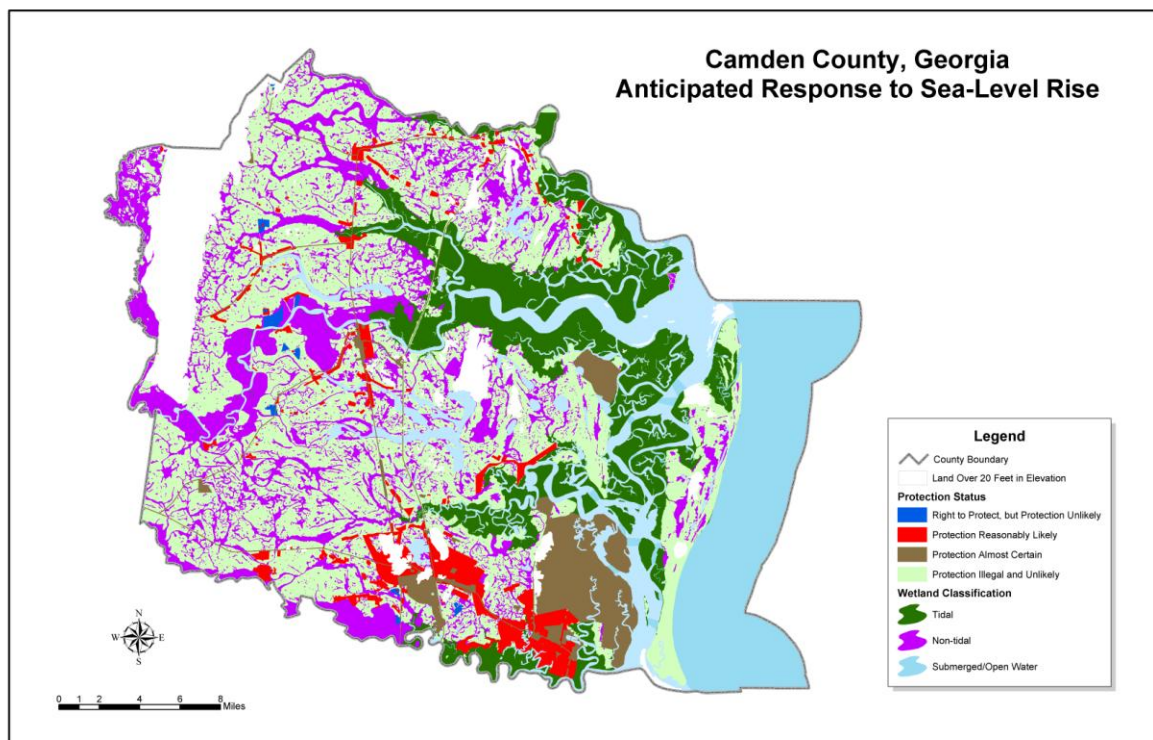 Camden County, Georgia
Anticipated Response to Sea-Level Rise
Legend
County Boundary
Land Over 20 Feet in Elevation
Protection Status
Right to Protect, but Protection Unlikely
Protection Reasonably Likely
Protection Almost Certain
Protection Illegal and Unlikely
Wetland Classification
Tidal
Non-tidal
Submerged/Open Water
N
W E
S
0 1 2 4 6 8
Miles